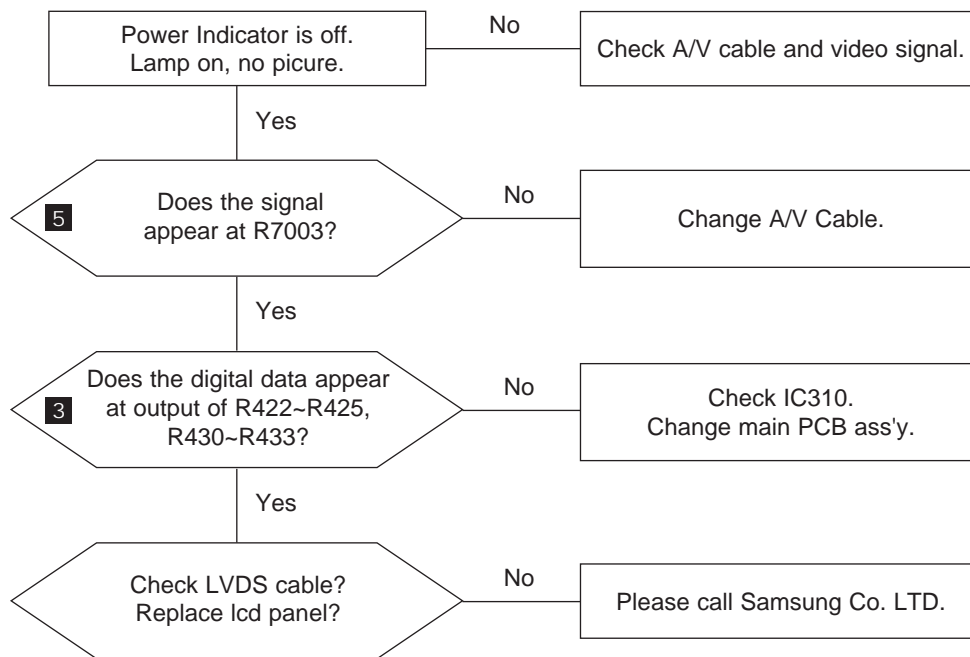 Power Indicator is off.
Lamp on, no picure.
No
Check A/V cable and video signal.
Yes
5
Does the signal
appear at R7003?
No
Change A/V Cable.
Yes
3
Does the digital data appear
at output of R422~R425,
R430~R433?
No
Check IC310.
Change main PCB ass'y.
Yes
Check LVDS cable?
Replace lcd panel?
No
Please call Samsung Co. LTD.